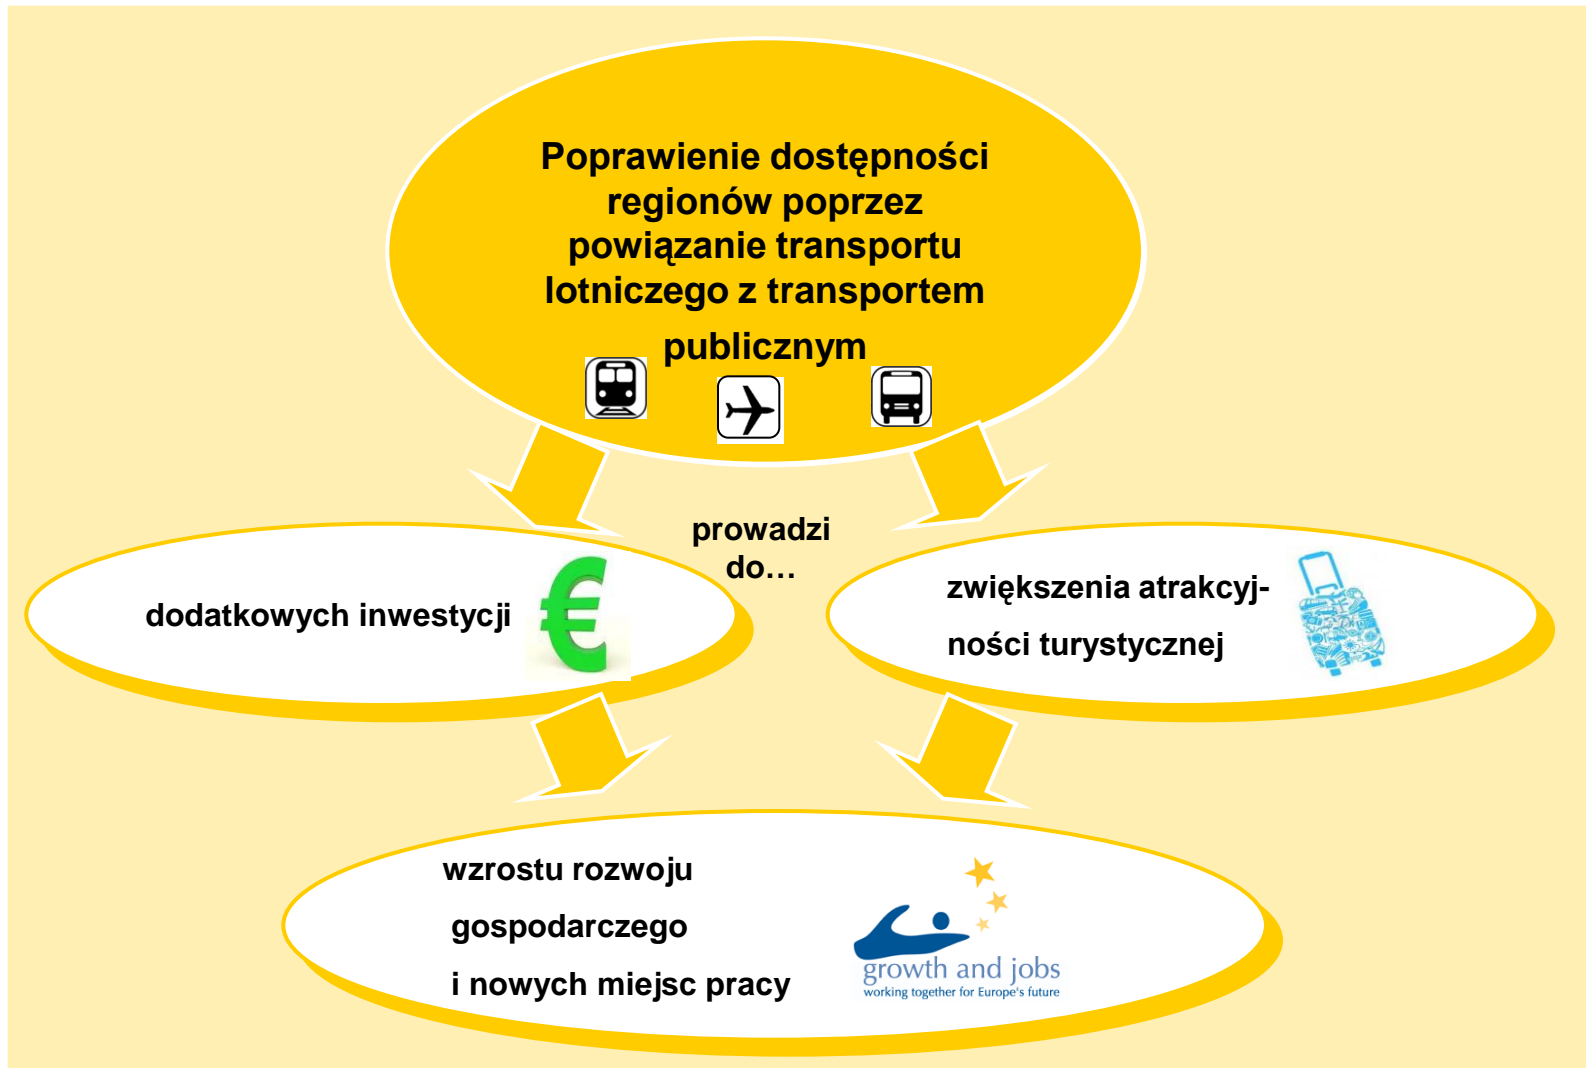 Poprawienie dostępności
regionów poprzez
powiązanie transportu
lotniczego z transportem
publicznym
prowadzi
do…
dodatkowych inwestycji
zwiększenia atrakcyj-
ności turystycznej
wzrostu rozwoju
gospodarczego
i nowych miejsc pracy
growth and jobs
working together for Europe's future